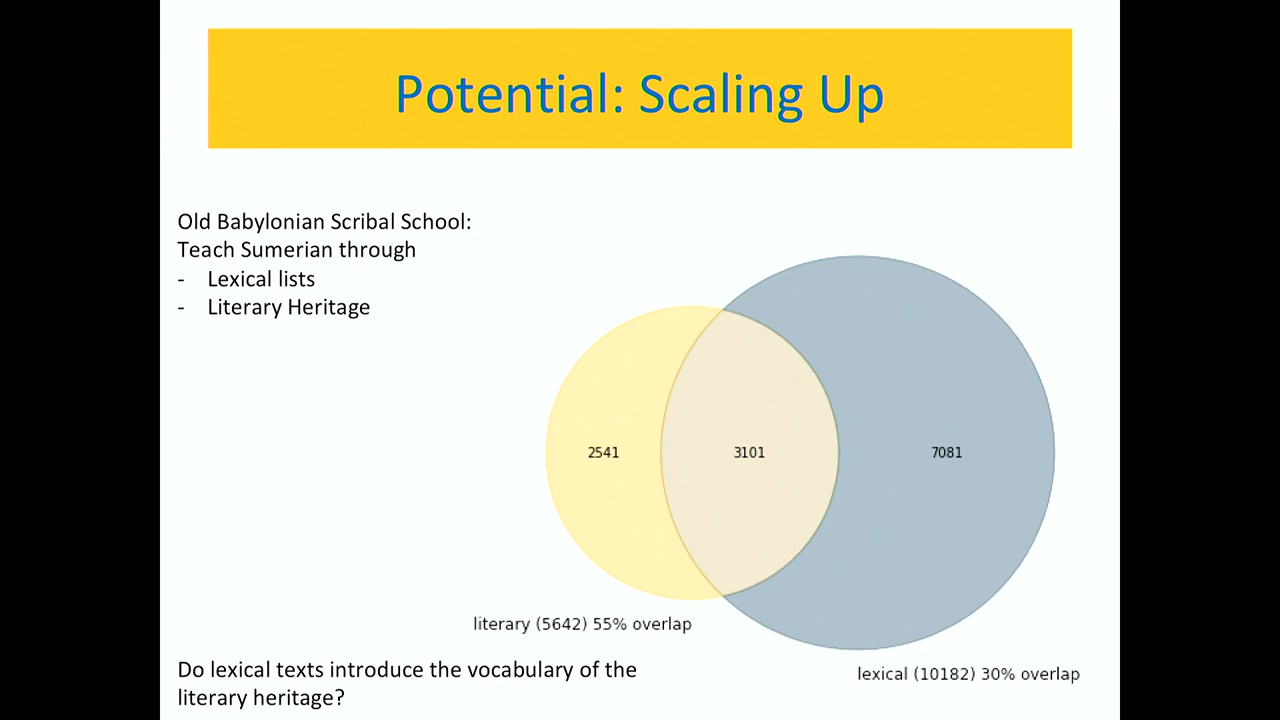 Potential: Scaling Up
Old Babylonian Scribal School:
Teach Sumerian through
- Lexical lists
- Literary Heritage
2541
3101
7081
literary (5642) 55% overlap
lexical (10182) 30% overlap
Do lexical texts introduce the vocabulary of the
literary heritage?